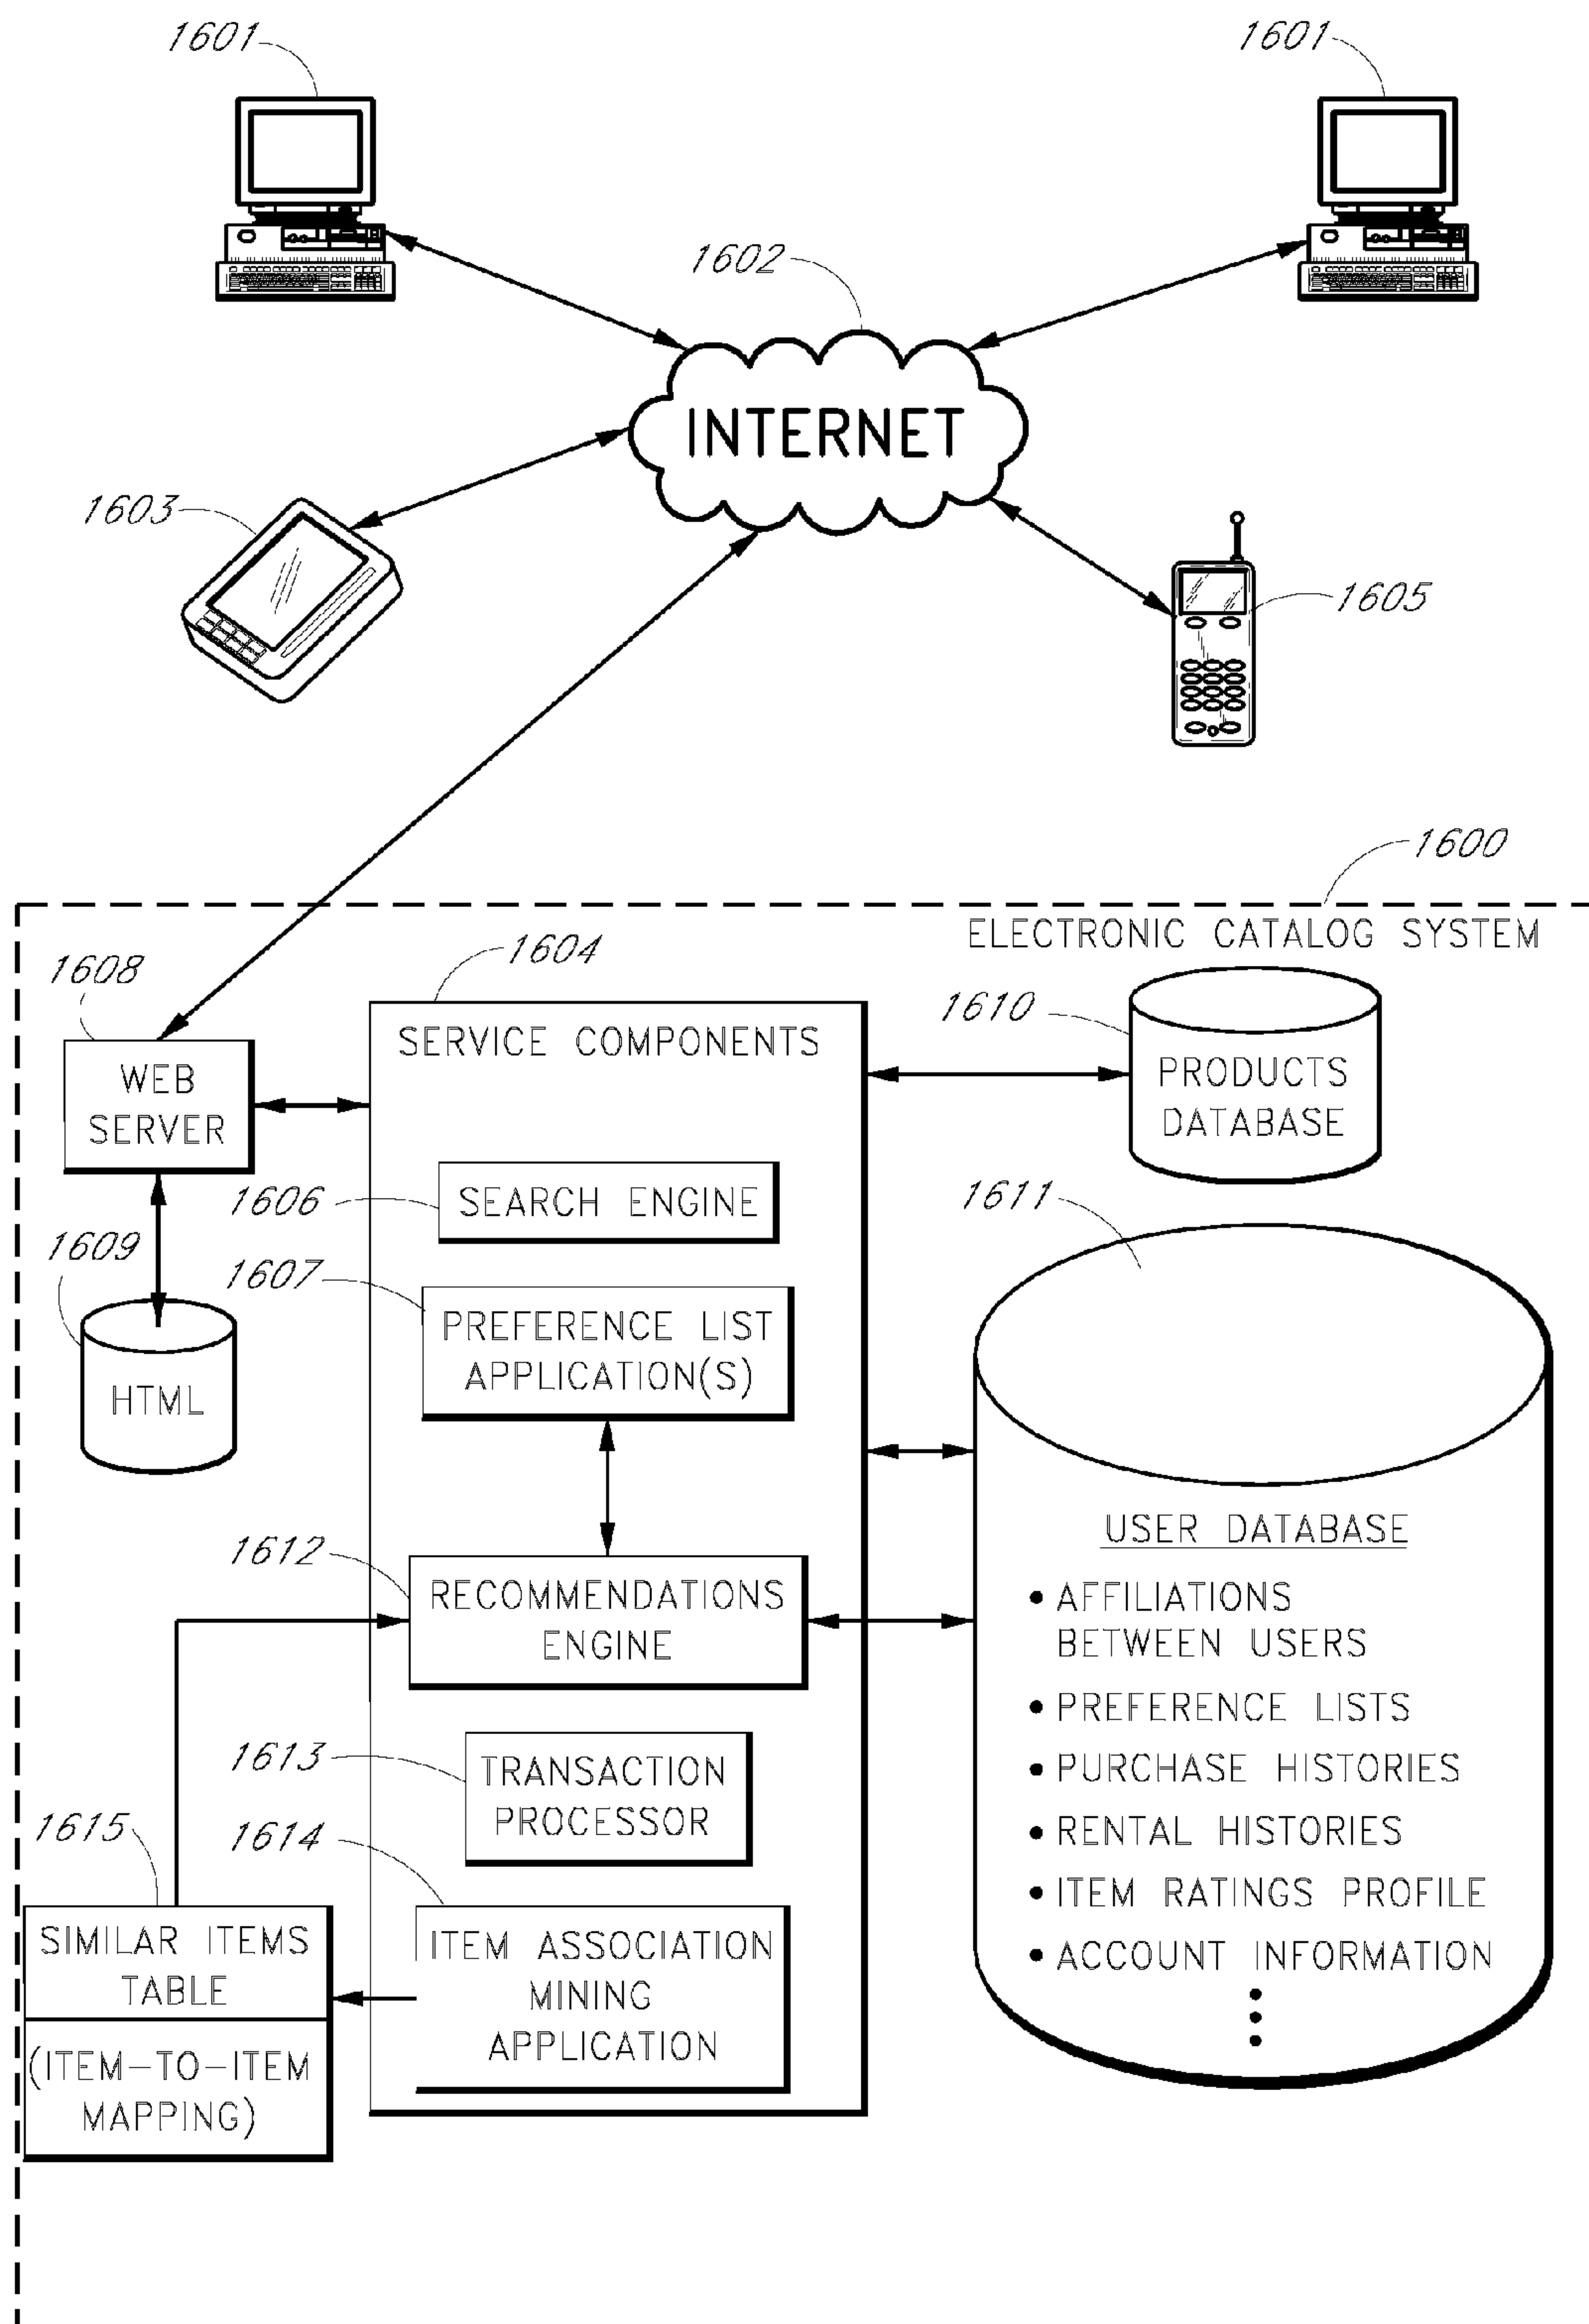 1601
1601
1602
INTERNET
1603
1605
1600
ELECTRONIC CATALOG SYSTEM
1604
1608
SERVICE COMPONENTS
1610
WEB
SERVER
PRODUCTS
DATABASE
1606
SEARCH ENGINE
1611
1609
HTML
1607
PREFERENCE LIST
APPLICATION(S)
1612
RECOMMENDATIONS
ENGINE
USER DATABASE
• AFFILIATIONS
BETWEEN USERS
• PREFERENCE LISTS
• PURCHASE HISTORIES
• RENTAL HISTORIES
• ITEM RATINGS PROFILE
• ACCOUNT INFORMATION
1613
TRANSACTION
PROCESSOR
1614
ITEM ASSOCIATION
MINING
APPLICATION
1615
SIMILAR ITEMS
TABLE
(ITEM-TO-ITEM
MAPPING)